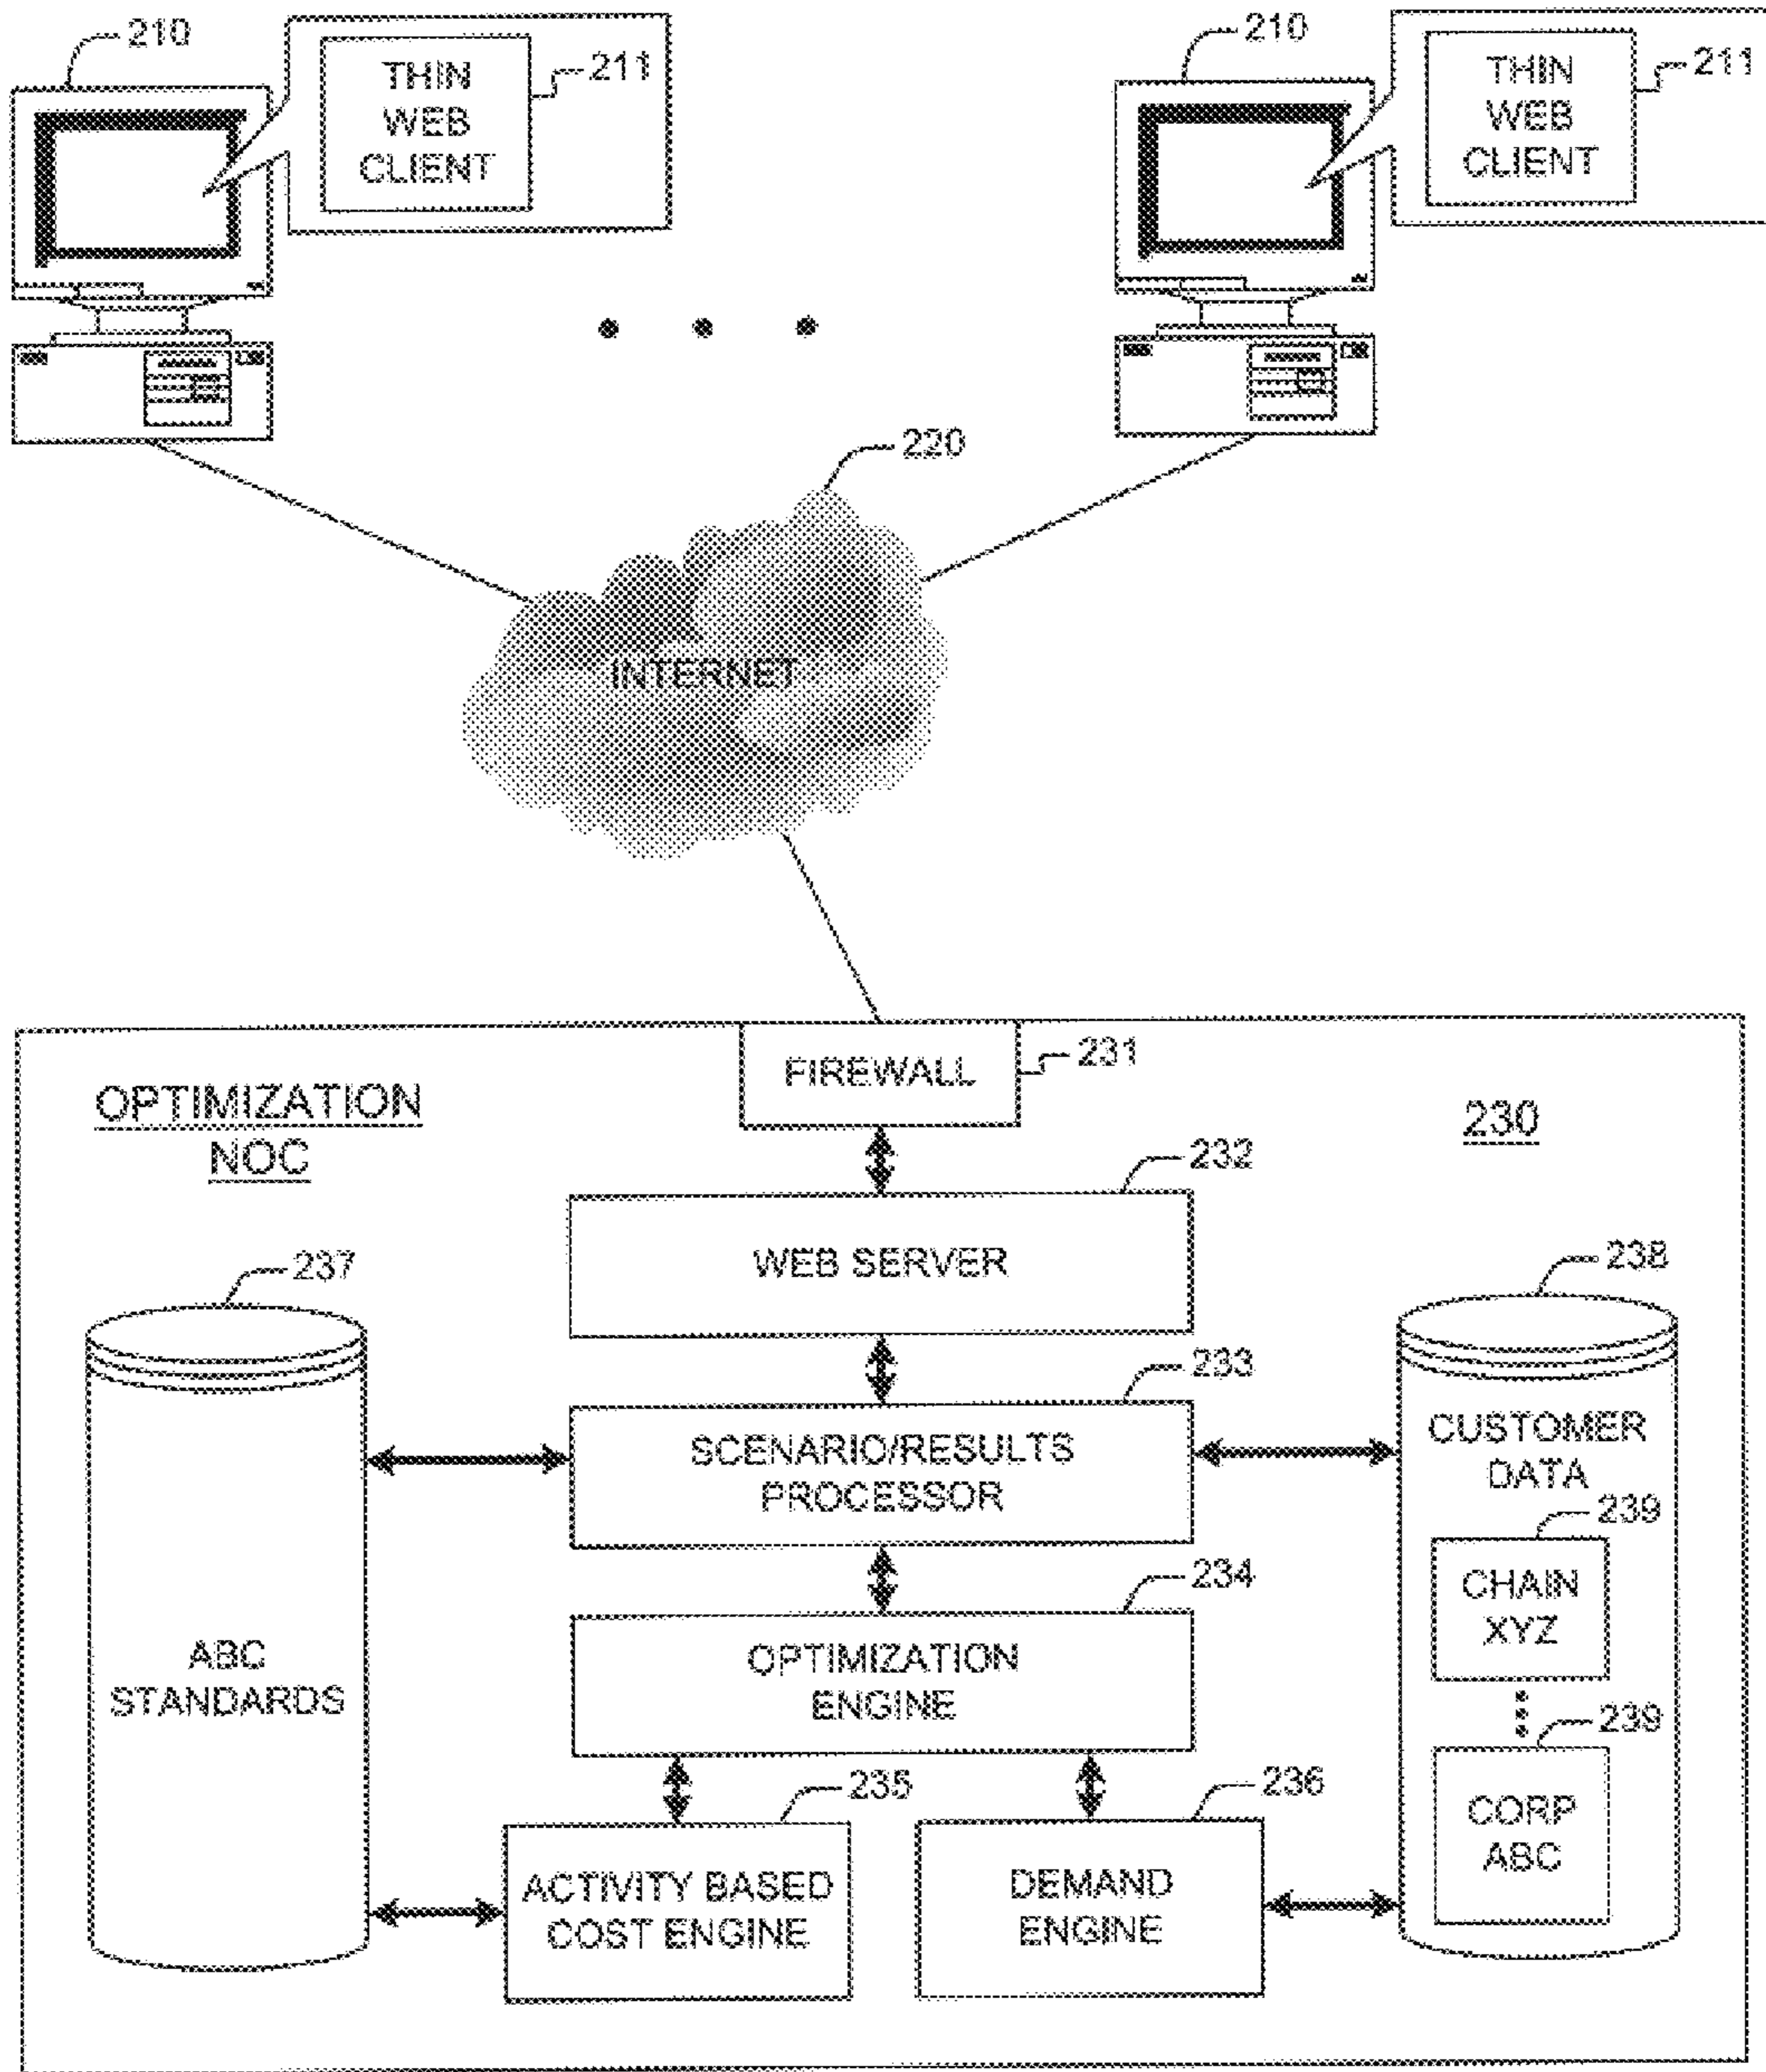 210
THIN
WEB
CLIENT
211
210
THIN
WEB
CLIENT
211
220
INTERNET
FIREWALL
231
OPTIMIZATION
NOC
230
232
WEB SERVER
237
238
233
SCENARIO/RESULTS
PROCESSOR
CUSTOMER
DATA
239
CHAIN
XYZ
234
OPTIMIZATION
ENGINE
ABC
STANDARDS
239
CORP
ABC
235
ACTIVITY BASED
COST ENGINE
236
DEMAND
ENGINE